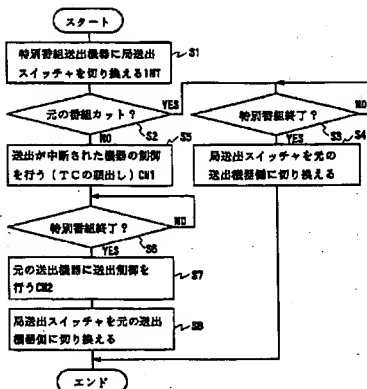 スタート
特別番組送出機器に局送出
スイッチャを切り換えるINT
S1
元の番組カット?
YES
NO
S2
S5
送出が中断された機器の制御
を行う(TCの頭出し)CN1
特別番組終了?
NO
YES
S6
元の送出機器に送出制御を
行うCN2
S7
局送出スイッチャを元の送出
機器側に切り換える
S8
特別番組終了?
NO
YES
S3
S4
局送出スイッチャを元の
送出機器側に切り換える
エンド